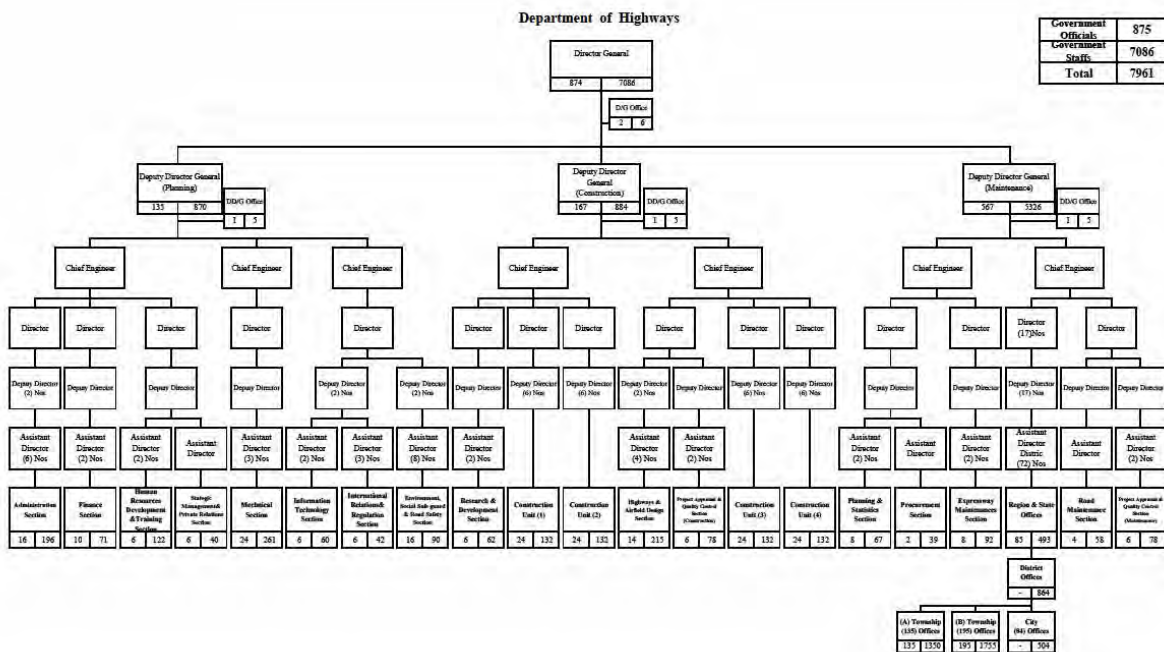 Department of Highways
Government Officials 875
Government Staffs 7086
Total 7961
Director General
874 7086
D/G Office
2 6
Deputy Director General
(Planning)
135 870
DD/G Office
1 5
Deputy Director
General
(Construction)
167 884
DD/G Office
1 5
Deputy Director General
(Maintenance)
567 5326
DD/G Office
1 5
Chief Engineer
Chief Engineer
Chief Engineer
Chief Engineer
Chief Engineer
Chief Engineer
Chief Engineer
Director
Director
Director
Director
Director
Director
Director
Director
Director
Director
Director
Director
Director
Director
(17)Nos
Director
Deputy Director
(2) Nos
Deputy Director
Deputy Director
Deputy Director
(2) Nos
Deputy Director
(2) Nos
Deputy Director
(2) Nos
Deputy Director
Deputy Director
(6) Nos
Deputy Director
(6) Nos
Deputy Director
(2) Nos
Deputy Director
Deputy Director
(6) Nos
Deputy Director
(6) Nos
Deputy Director
Deputy Director
Deputy Director
(17) Nos
Deputy Director
Deputy Director
Assistant
Director
(6) Nos
Assistant
Director
(2) Nos
Assistant
Director
(2) Nos
Assistant
Director
Assistant
Director
(3) Nos
Assistant
Director
(2) Nos
Assistant
Director
(3) Nos
Assistant
Director
(8) Nos
Assistant
Director
(2) Nos
Assistant
Director
(4) Nos
Assistant
Director
(2) Nos
Assistant
Director
(2) Nos
Assistant
Director
Assistant
Director
(2) Nos
Assistant
Director
Distric
(72) Nos
Assistant
Director
Assistant
Director
(2) Nos
Administration
Section
16 196
Finance Section
10 71
Human
Resources
Development
&Training
Section
6 122
Stategic
Management&
Private Relations
Section
6 40
Mechnical
Section
24 261
Information
Technology
Section
6 60
International
Relations&
Regulation
Section
6 42
Environment,
Social Safe-guard
& Road Safety
Section
16 90
Research &
Development
Section
6 62
Construction
Unit (1)
24 132
Construction
Unit (2)
24 132
Highways &
Airfield Design
Section
14 215
Project Appraisal &
Quality Control
Section
(Construction)
6 78
Construction
Unit (3)
24 132
Construction
Unit (4)
24 132
Planning &
Statistics
Section
8 67
Procurement
Section
2 39
Expressway
Maintenances
Section
8 92
Region & State
Offices
85 493
Road
Maintenance
Section
4 58
Project Appraisal &
Quality Control
Section
(Maintenance)
6 78
District
Offices
- 864
(A) Township
(135) Offices
135 1350
(B) Township
(195) Offices
195 1755
City
(84) Offices
- 504